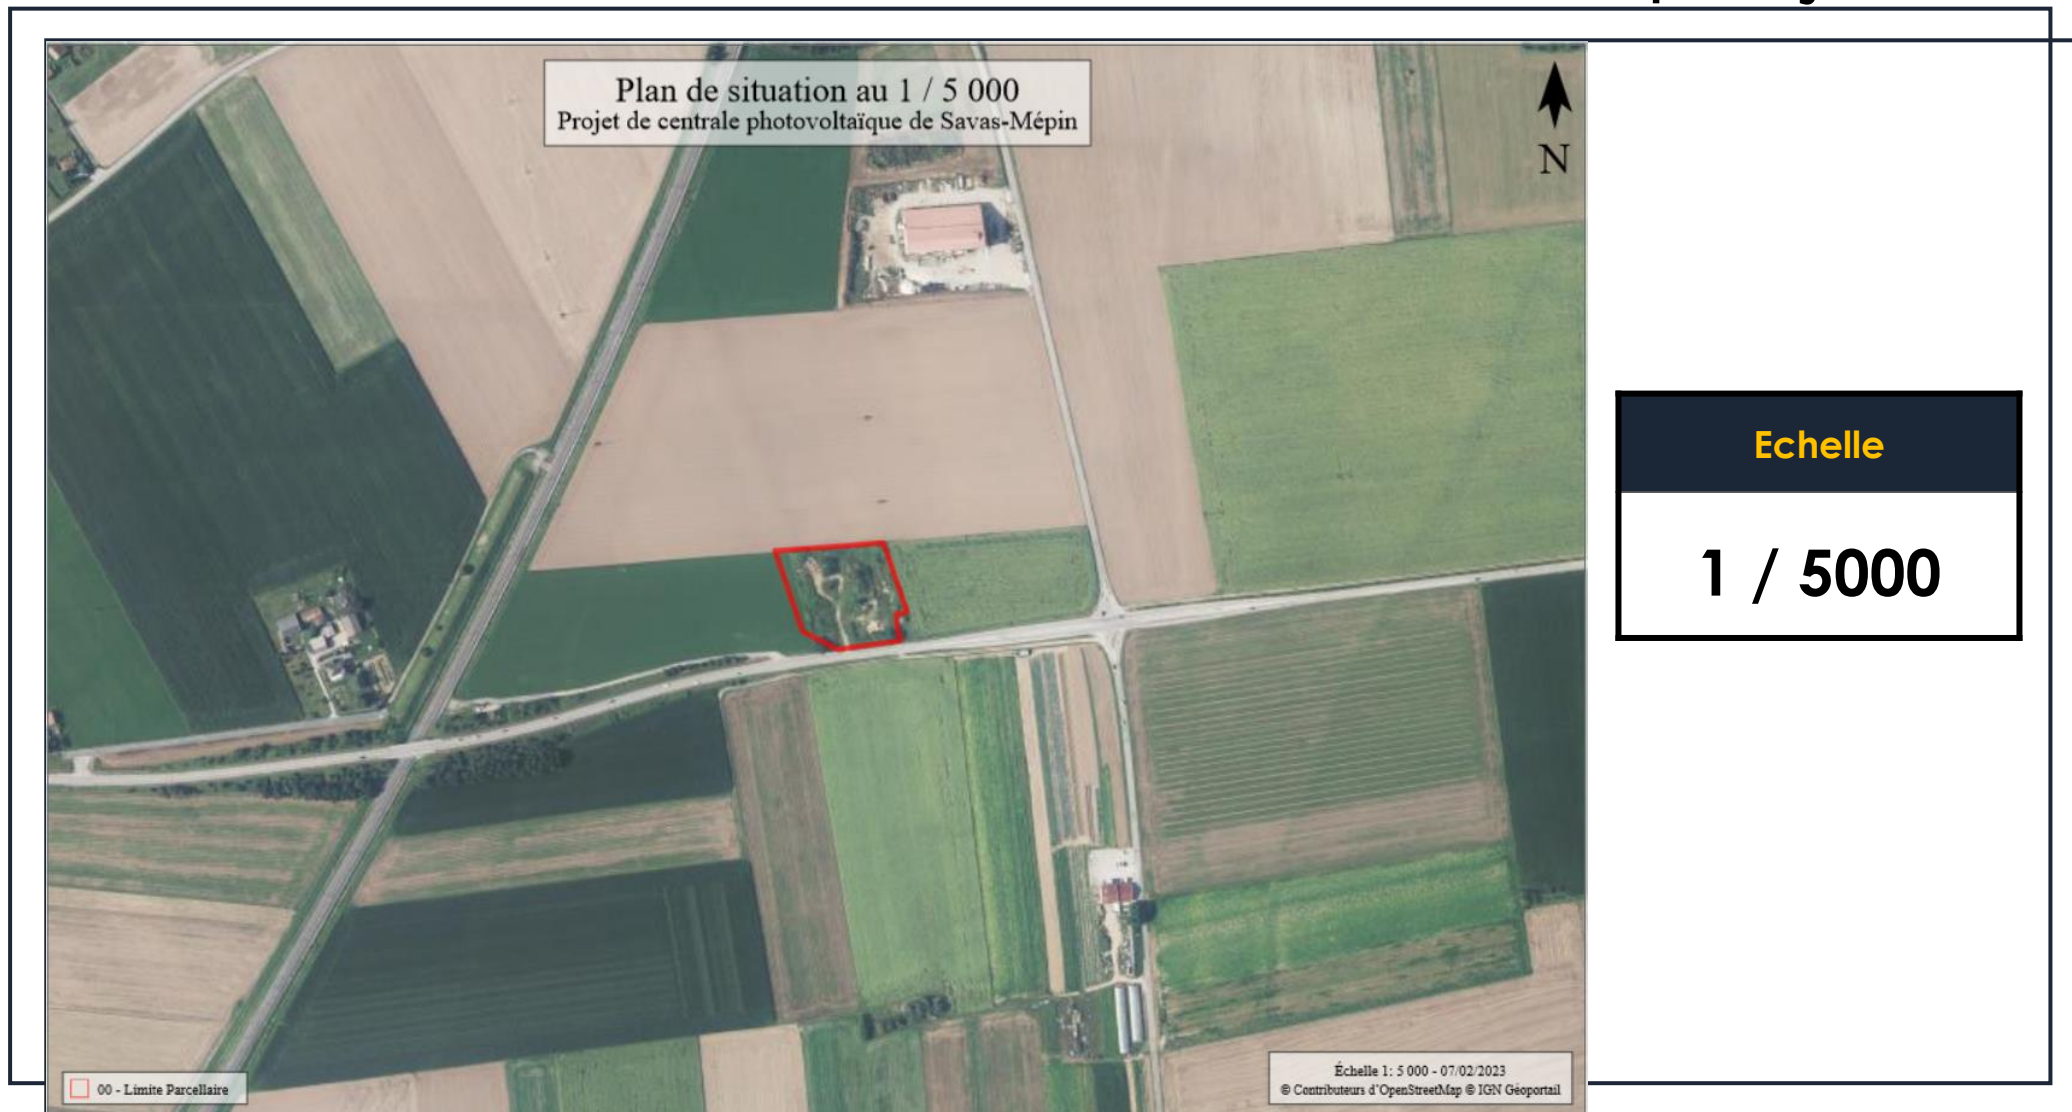 Plan de situation au 1 / 5 000
Projet de centrale photovoltaïque de Savas-Mépin
N
Echelle
1 / 5000
00 - Limite Parcellaire
Échelle 1: 5 000 - 07/02/2023
© Contributeurs d'OpenStreetMap © IGN Géoportail